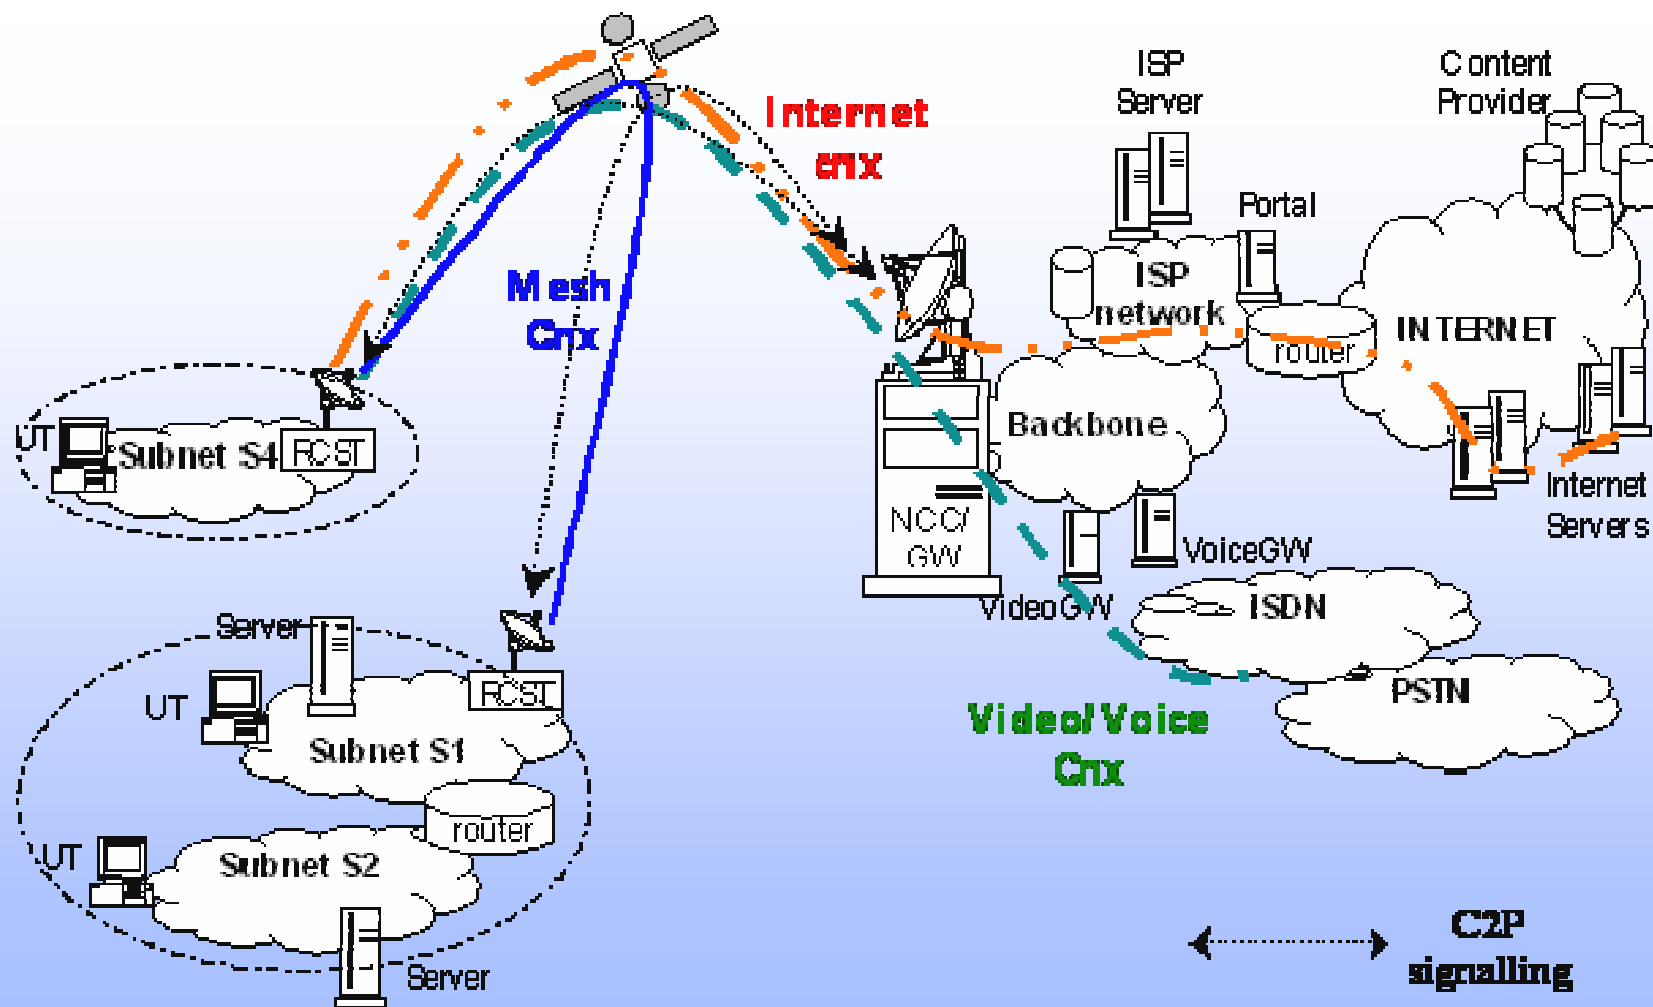 ISP
Server
Content
Provider
Internet
cnx
Portal
ISP
network
Mesh
Cnx
INTERNET
router
UT
Subnet S4
RCST
Backbone
Internet
Servers
NCC/
GW
VoiceGW
VideoGW
ISDN
Server
PSTN
RCST
UT
Video/Voice
Cnx
Subnet S1
router
UT
Subnet S2
C2P
signalling
Server